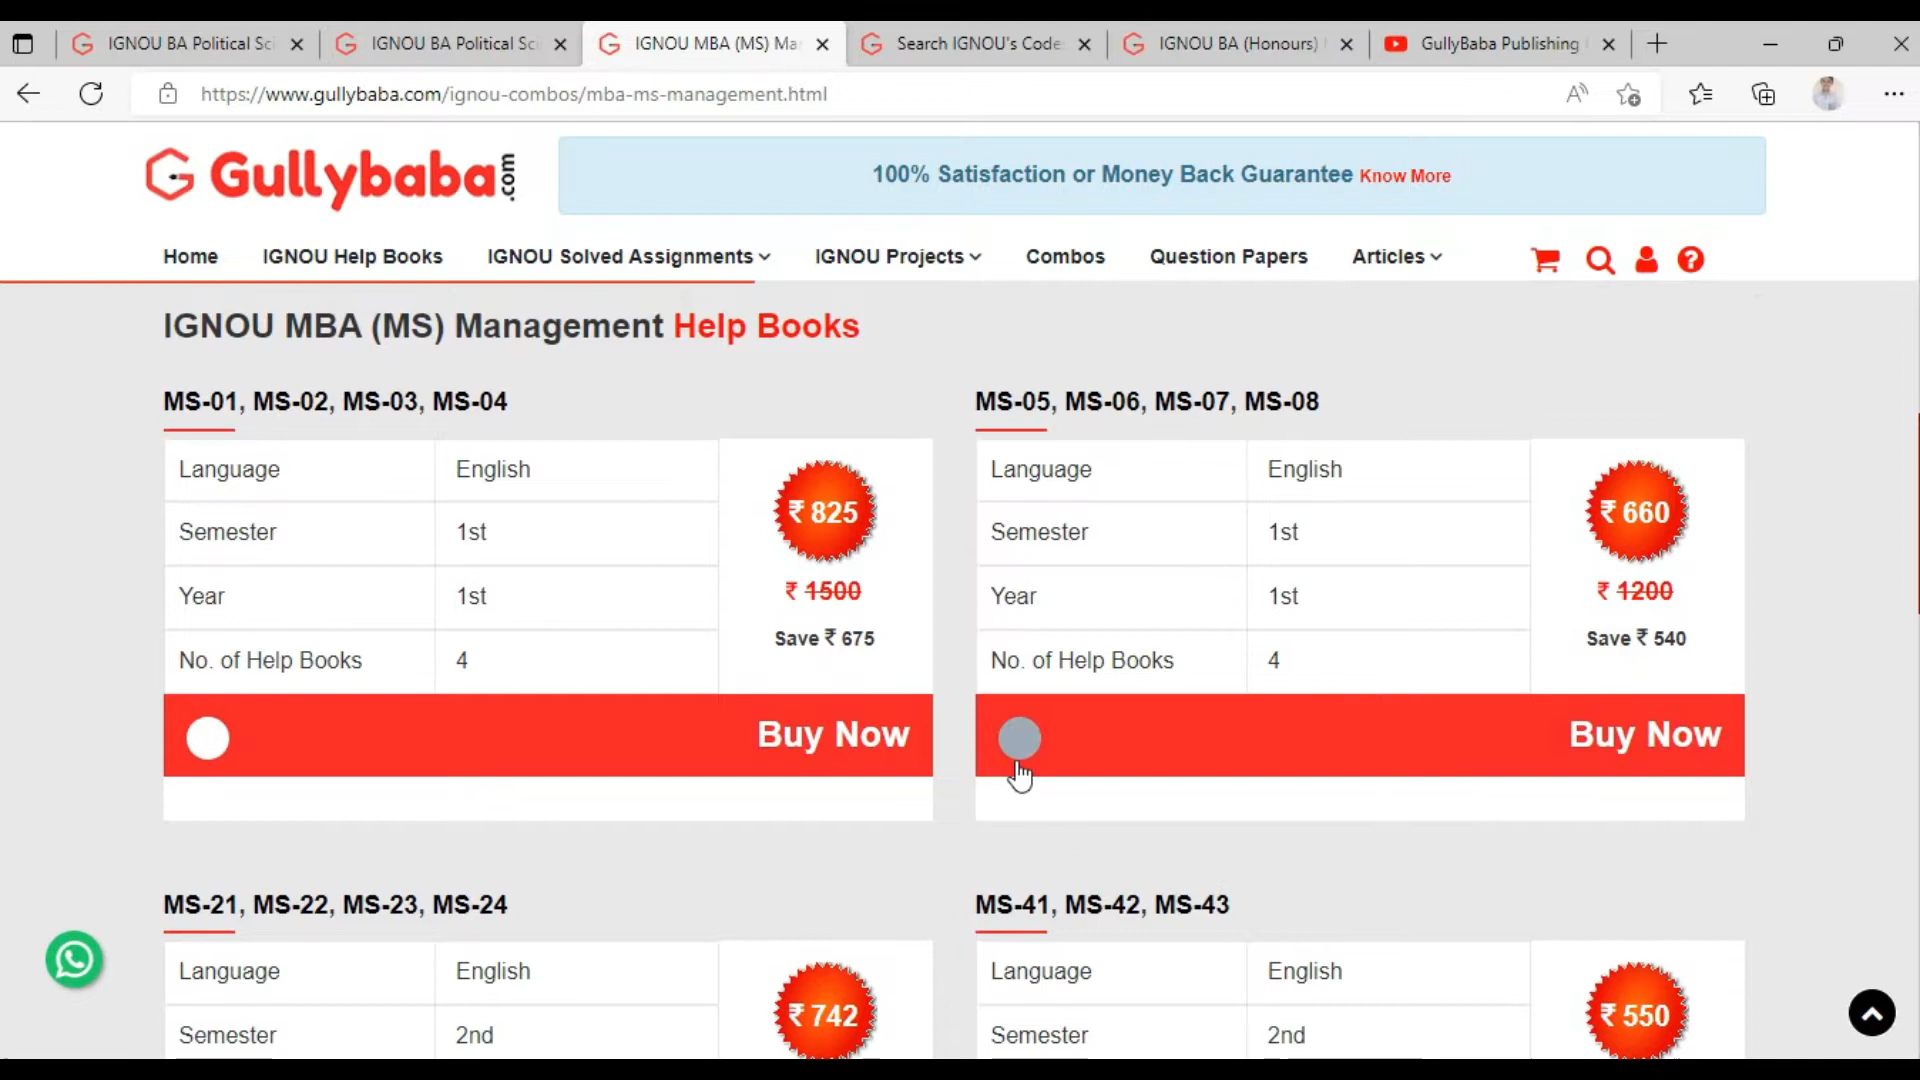 IGNOU BA Political Sci
IGNOU BA Political Sci
IGNOU MBA (MS) Ma
Search IGNOU's Code
IGNOU BA (Honours)
GullyBaba Publishing
https://www.gullybaba.com/ignou-combos/mba-ms-management.html
Gullybaba.com
100% Satisfaction or Money Back Guarantee Know More
Home
IGNOU Help Books
IGNOU Solved Assignments
IGNOU Projects
Combos
Question Papers
Articles
IGNOU MBA (MS) Management Help Books
MS-01, MS-02, MS-03, MS-04
Language English
Semester 1st
Year 1st
No. of Help Books 4
₹ 825
₹ 1500
Save ₹ 675
Buy Now
MS-05, MS-06, MS-07, MS-08
Language English
Semester 1st
Year 1st
No. of Help Books 4
₹ 660
₹ 1200
Save ₹ 540
Buy Now
MS-21, MS-22, MS-23, MS-24
Language English
Semester 2nd
₹ 742
MS-41, MS-42, MS-43
Language English
Semester 2nd
₹ 550